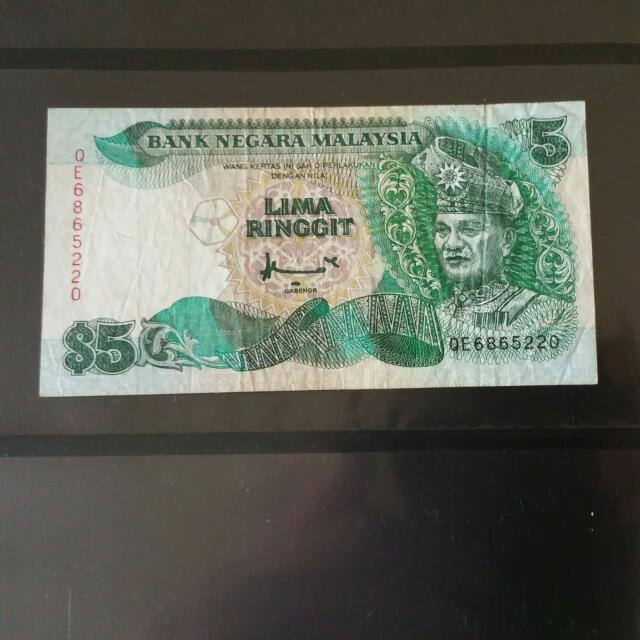 BANK NEGARA MALAYSIA
5
WANG KERTAS INI SAH DIPERLAKUKAN
DENGAN NILAI
LIMA
RINGGIT
GABENOR
QE6865220
$5
QE6865220